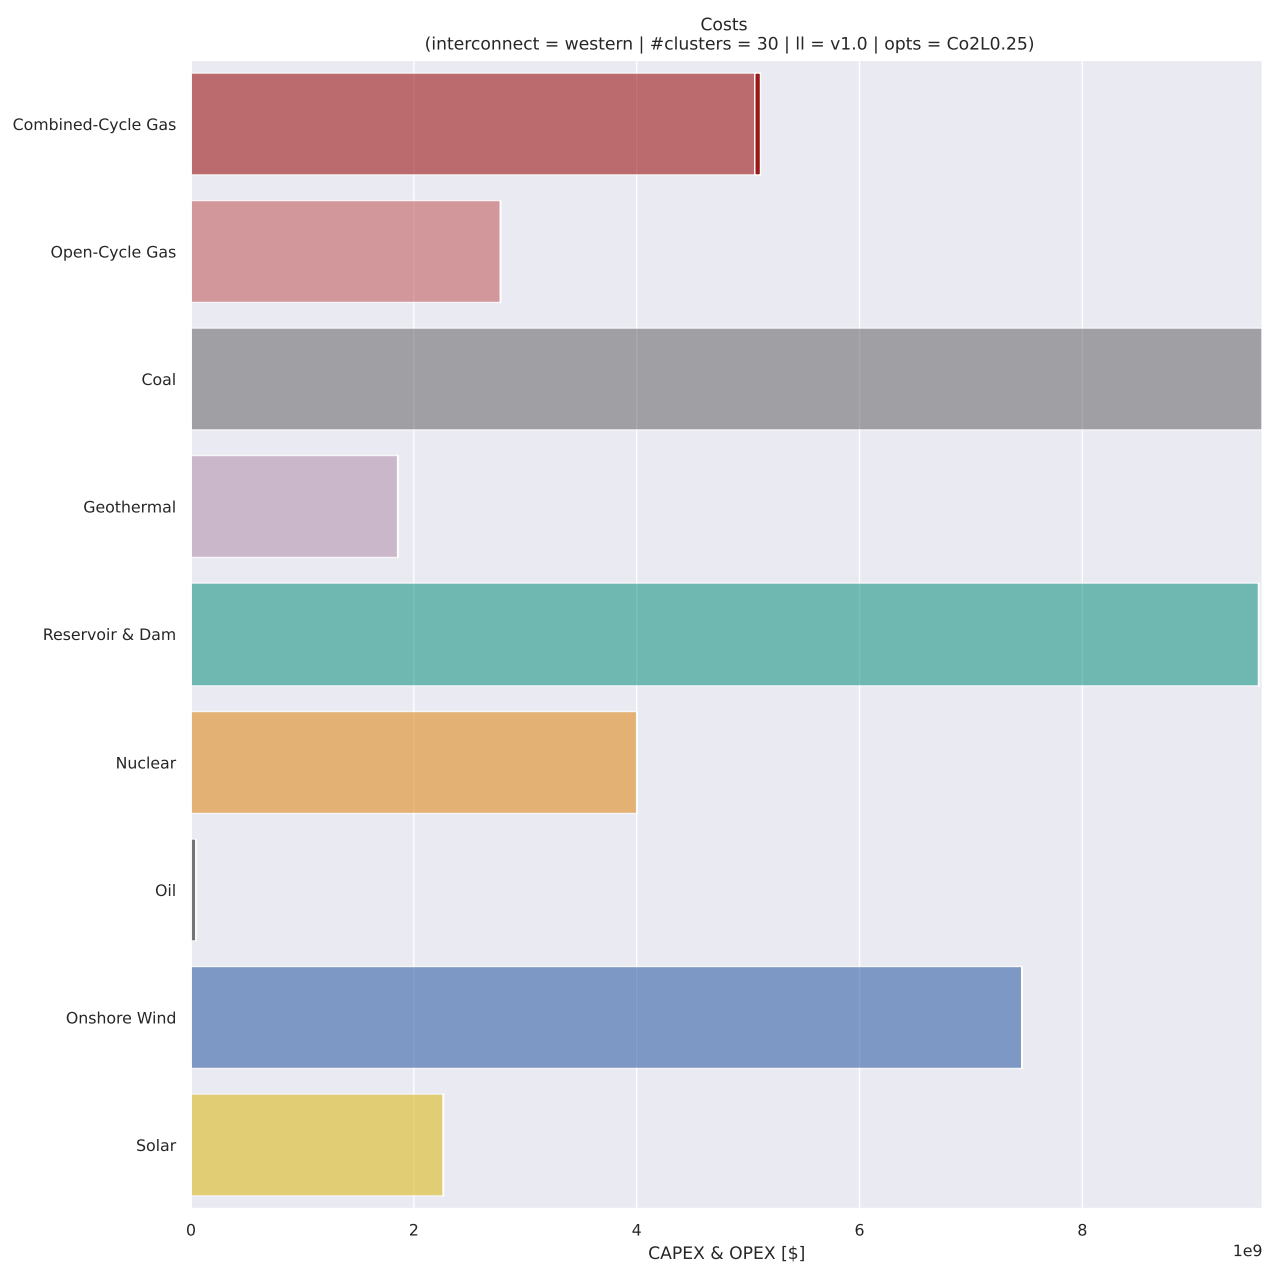 Costs
(interconnect = western | #clusters = 30 | ll = v1.0 | opts = Co2L0.25)
Combined-Cycle Gas
Open-Cycle Gas
Coal
Geothermal
Reservoir & Dam
Nuclear
Oil
Onshore Wind
Solar
0 2 4 6 8
CAPEX & OPEX [$]
1e9